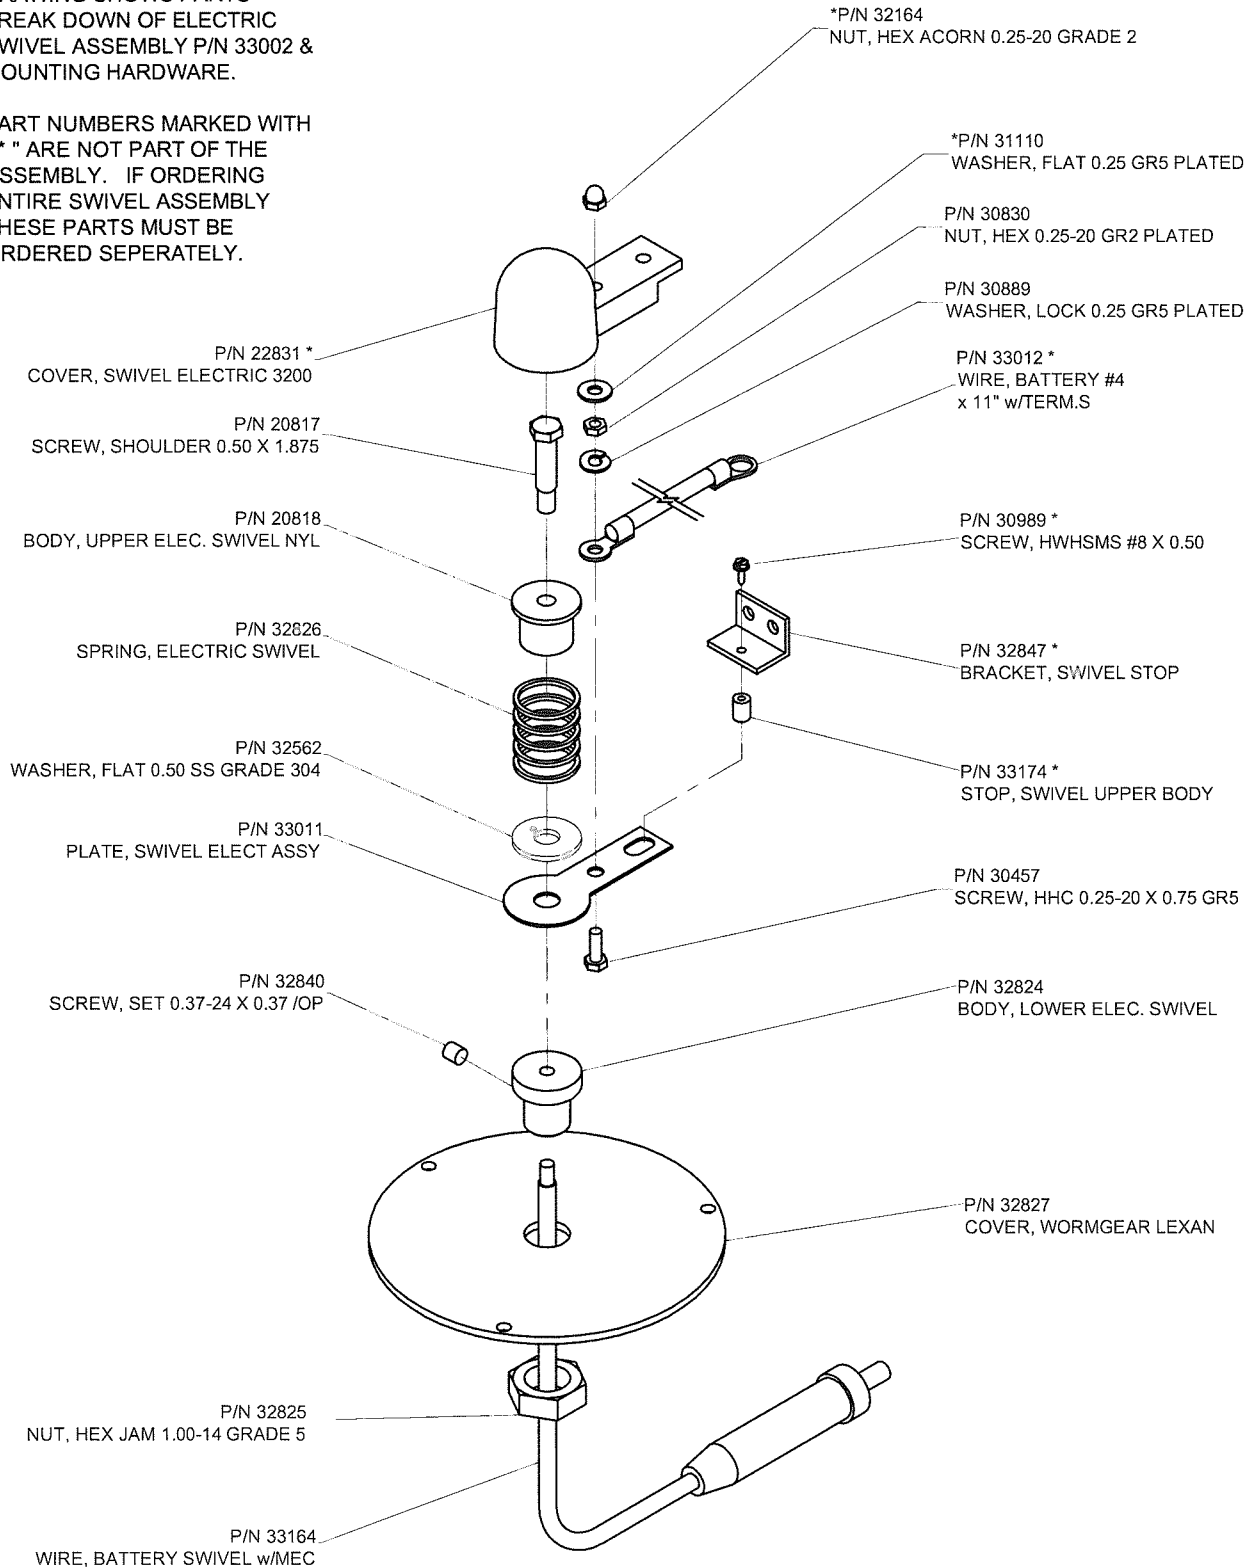 REAK DOWN OF ELECTRIC
WIVEL ASSEMBLY P/N 33002 &
OUNTING HARDWARE.
ART NUMBERS MARKED WITH
* " ARE NOT PART OF THE
SSEMBLY. IF ORDERING
NTIRE SWIVEL ASSEMBLY
HESE PARTS MUST BE
RDERED SEPERATELY.
*P/N 32164
NUT, HEX ACORN 0.25-20 GRADE 2
*P/N 31110
WASHER, FLAT 0.25 GR5 PLATED
P/N 30830
NUT, HEX 0.25-20 GR2 PLATED
P/N 30889
WASHER, LOCK 0.25 GR5 PLATED
P/N 22831 *
COVER, SWIVEL ELECTRIC 3200
P/N 33012 *
WIRE, BATTERY #4
x 11" w/TERM.S
P/N 20817
SCREW, SHOULDER 0.50 X 1.875
P/N 20818
BODY, UPPER ELEC. SWIVEL NYL
P/N 30989 *
SCREW, HWHSMS #8 X 0.50
P/N 32626
SPRING, ELECTRIC SWIVEL
P/N 32847 *
BRACKET, SWIVEL STOP
P/N 32562
WASHER, FLAT 0.50 SS GRADE 304
P/N 33174 *
STOP, SWIVEL UPPER BODY
P/N 33011
PLATE, SWIVEL ELECT ASSY
P/N 30457
SCREW, HHC 0.25-20 X 0.75 GR5
P/N 32840
SCREW, SET 0.37-24 X 0.37 /OP
P/N 32824
BODY, LOWER ELEC. SWIVEL
P/N 32827
COVER, WORMGEAR LEXAN
P/N 32825
NUT, HEX JAM 1.00-14 GRADE 5
P/N 33164
WIRE, BATTERY SWIVEL w/MEC